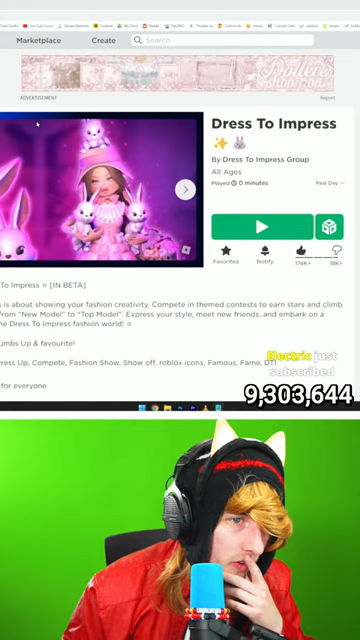 Marketplace
Create
Search
ADVERTISEMENT
Report
Dress To Impress
✨🐰
By Dress To Impress Group
All Ages
Played 0 minutes
Past Day
Favorited
Notify
174K+
18K+
To Impress ☆ [IN BETA]
s is about showing your fashion creativity. Compete in themed contests to earn stars and climb
from "New Model" to "Top Model". Express your style, meet new friends, and embark on a
he Dress To Impress fashion world! ☆
umbs Up & favourite!
ress Up, Compete, Fashion Show, Show off, roblox icons, Famous, Fame, DTI.
for everyone
Electric just
subscribed
9,303,644